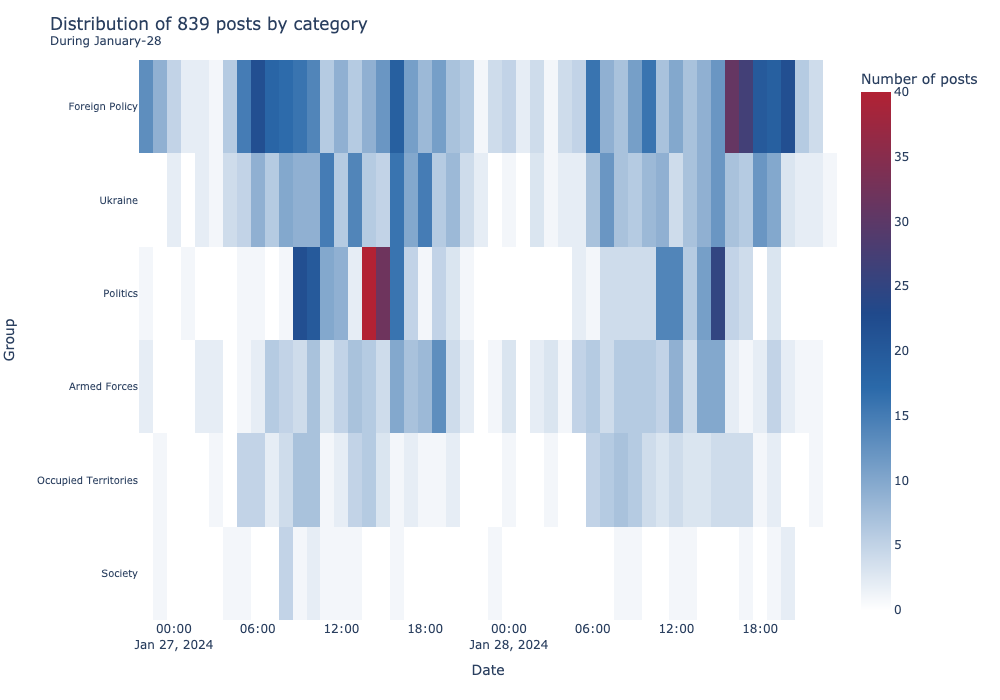 Distribution of 839 posts by category
During January-28
Number of posts
Foreign Policy
Ukraine
Politics
Armed Forces
Occupied Territories
Society
Group
40
35
30
25
20
15
10
5
0
00:00 06:00 12:00 18:00 00:00 06:00 12:00 18:00
Jan 27, 2024 Jan 28, 2024
Date